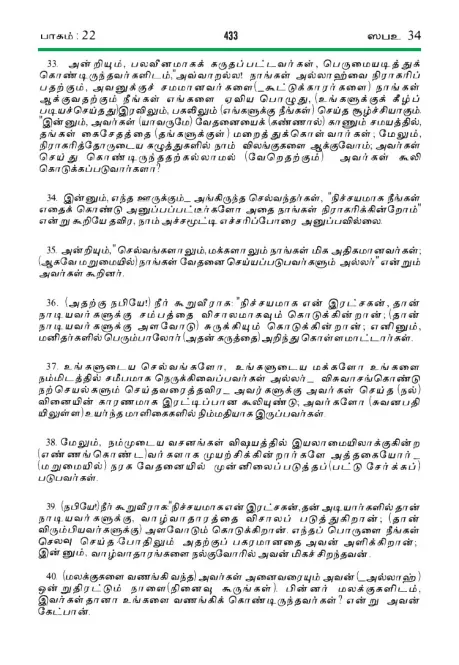 பாகம் : 22 433 ஸபஉ 34
33. அன்றியும், பலவீனமாகக் கருதப்பட்டவர்கள், பெருமையடித்துக்
கொண்டிருந்தவர்களிடம், "அவ்வாறல்ல! நாங்கள் அல்லாஹ்வை நிராகரிப்
பதற்கும், அவனுக்குச் சமமானவர்களை(_கூட்டுக்காரர்களை) நாங்கள்
ஆக்குவதற்கும் நீங்கள் எங்களை ஏவிய பொழுது, (உங்களுக்குக் கீழ்ப்
படியச்செய்தது)இரவிலும், பகலிலும் (எங்களுக்கு நீங்கள்) செய்த சூழ்ச்சியாகும்
"இன்னும், அவர்கள் (யாவருமே) வேதனையைக் (கண்ணால்) காணும் சமயத்தில்,
தங்கள் கைசேதத்தை (தங்களுக்குள்) மறைத்துக்கொள்வார்கள் ; மேலும்,
நிராகரித்தோருடைய கழுத்துகளில் நாம் விலங்குகளை ஆக்குவோம்; அவர்கள்
செய்து கொண்டிருந்ததற்கல்லாமல் (வேறெதற்கும்) அவர்கள் கூலி
கொடுக்கப்படுவார்களா?
34. இன்னும், எந்த ஊருக்கும்_ அங்கிருந்த செல்வந்தர்கள், "நிச்சயமாக நீங்கள்
எதைக் கொண்டு அனுப்பப்பட்டீர்களோ அதை நாங்கள் நிராகரிக்கின்றோம்"
என்று கூறியே தவிர, நாம் அச்சமூட்டி எச்சரிப்போரை அனுப்பவில்லை.
35. அன்றியும், "செல்வங்களாலும், மக்களாலும் நாங்கள் மிக அதிகமானவர்கள்;
(ஆகவே மறுமையில்) நாங்கள் வேதனை செய்யப்படுபவர்களும் அல்லர்" என்றும்
அவர்கள் கூறினர்.
36. (அதற்கு நபியே!) நீர் கூறுவீராக: "நிச்சயமாக என் இரட்சகன், தான்
நாடியவர்களுக்கு சம்பத்தை விசாலமாகவும் கொடுக்கின்றான்; (தான்
நாடியவர்களுக்கு அளவோடு) சுருக்கியும் கொடுக்கின்றான்; எனினும்,
மனிதர்களில் பெரும்பாலோர் (அதன் கருத்தை) அறிந்து கொள்ளமாட்டார்கள்.
37. உங்களுடைய செல்வங்களோ, உங்களுடைய மக்களோ உங்களை
நம்மிடத்தில் சமீபமாக நெருக்கிவைப்பவர்கள் அல்லர்_ விசுவாசங்கொண்டு
நற்செயல்களும் செய்தவரைத்தவிர_ அவர்களுக்கு அவர்கள் செய்த (நல்)
வினையின் காரணமாக இரட்டிப்பான கூலியுண்டு; அவர்களோ (சுவனபதி
யிலுள்ள) உயர்ந்த மாளிகைகளில் நிம்மதியாக இருப்பவர்கள்.
38. மேலும், நம்முடைய வசனங்கள் விஷயத்தில் இயலாமையிலாக்குகின்ற
(எண்ணங்கொண்ட)வர்களாக முயற்சிக்கின்றார்களே அத்தகையோர்_
(மறுமையில்) நரக வேதனையில் முன்னிலைப்படுத்தப்(பட்டு சேர்க்கப்)
படுபவர்கள்.
39. (நபியே!) நீர் கூறுவீராக:"நிச்சயமாக என் இரட்சகன், தன் அடியார்களில் தான்
நாடியவர்களுக்கு, வாழ்வாதாரத்தை விசாலப் படுத்துகிறான்; (தான்
விரும்பியவர்களுக்கு) அளவோடும் கொடுக்கிறான். எந்தப் பொருளை நீங்கள்
செலவு செய்தபோதிலும் அதற்குப் பகரமானதை அவன் அளிக்கிறான்;
இன்னும், வாழ்வாதாரங்களை நல்குவோரில் அவன் மிகச் சிறந்தவன்.
40. (மலக்குகளை வணங்கி வந்த) அவர்கள் அனைவரையும் அவன் (_அல்லாஹ்)
ஒன்றுதிரட்டும் நாளை (நினைவு கூருங்கள்). பின்னர் மலக்குகளிடம்,
இவர்கள்தானா உங்களை வணங்கிக் கொண்டிருந்தவர்கள்? என்று அவன்
கேட்பான்.